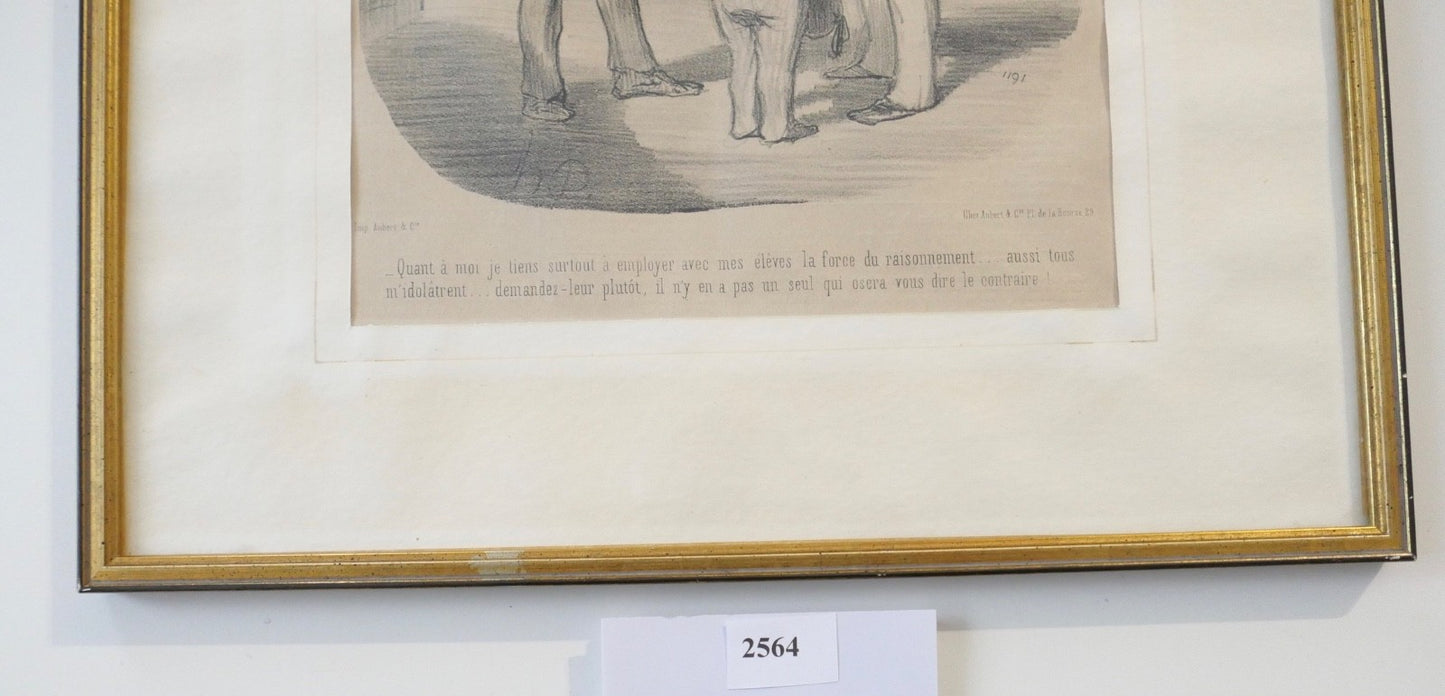 1191
h.D.
Imp. Aubert & Cie
Chez Aubert & Cie Pl. de la Bourse 29
_ Quant à moi je tiens surtout à employer avec mes elèves la force du raisonnement... aussi tous
m'idolâtrent... demandez-leur plutôt, il n'y en a pas un seul qui osera vous dire le contraire !
2564